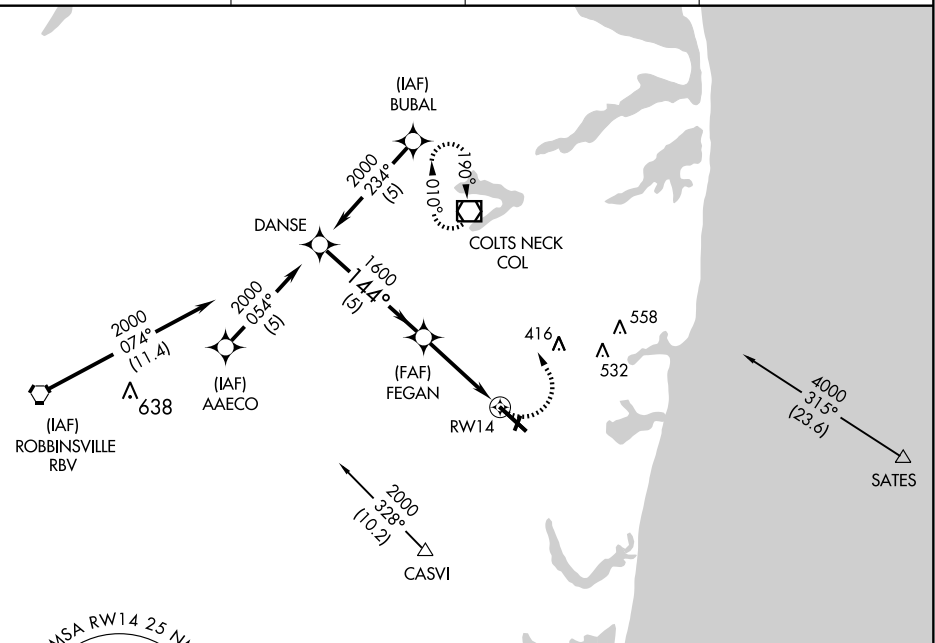 (IAF)
BUBAL
2000
234°
(5)
010°
190°
COLTS NECK
COL
DANSE
1600
144°
(5)
2000
054°
(5)
2000
074°
(11.4)
416
558
532
(IAF)
AAECO
(FAF)
FEGAN
638
(IAF)
ROBBINSVILLE
RBV
RW14
4000
315°
(23.6)
SATES
2000
328°
(10.2)
CASVI
MSA RW14 25